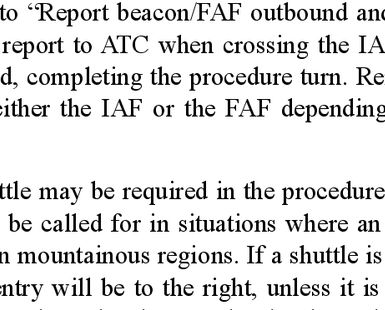 to “Report beacon/FAF outbound and
report to ATC when crossing the IA
d, completing the procedure turn. Re
either the IAF or the FAF depending
ttle may be required in the procedure
be called for in situations where an
n mountainous regions. If a shuttle is
entry will be to the right, unless it is